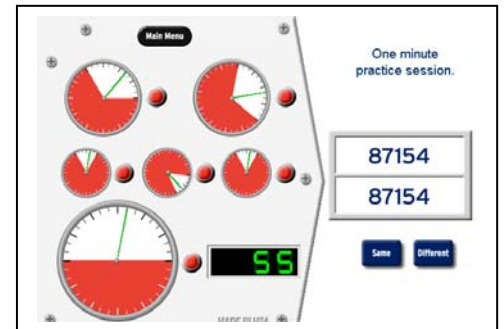 Main Menu
One minute
practice session.
87154
87154
Same Different
55